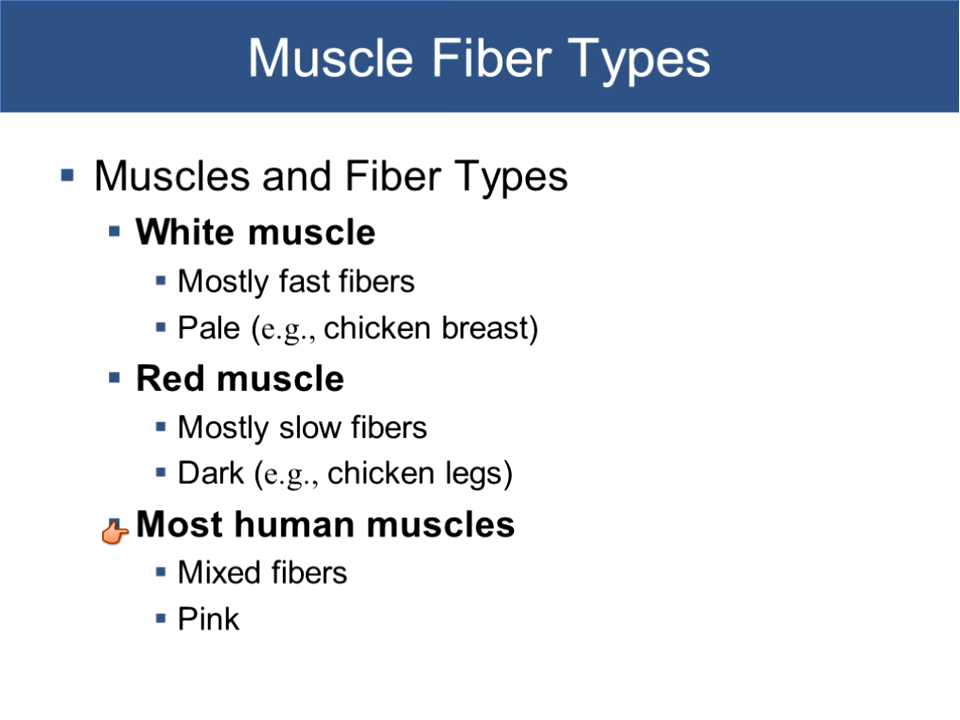 Muscle Fiber Types
Muscles and Fiber Types
White muscle
Mostly fast fibers
Pale (e.g., chicken breast)
Red muscle
Mostly slow fibers
Dark (e.g., chicken legs)
Most human muscles
Mixed fibers
Pink